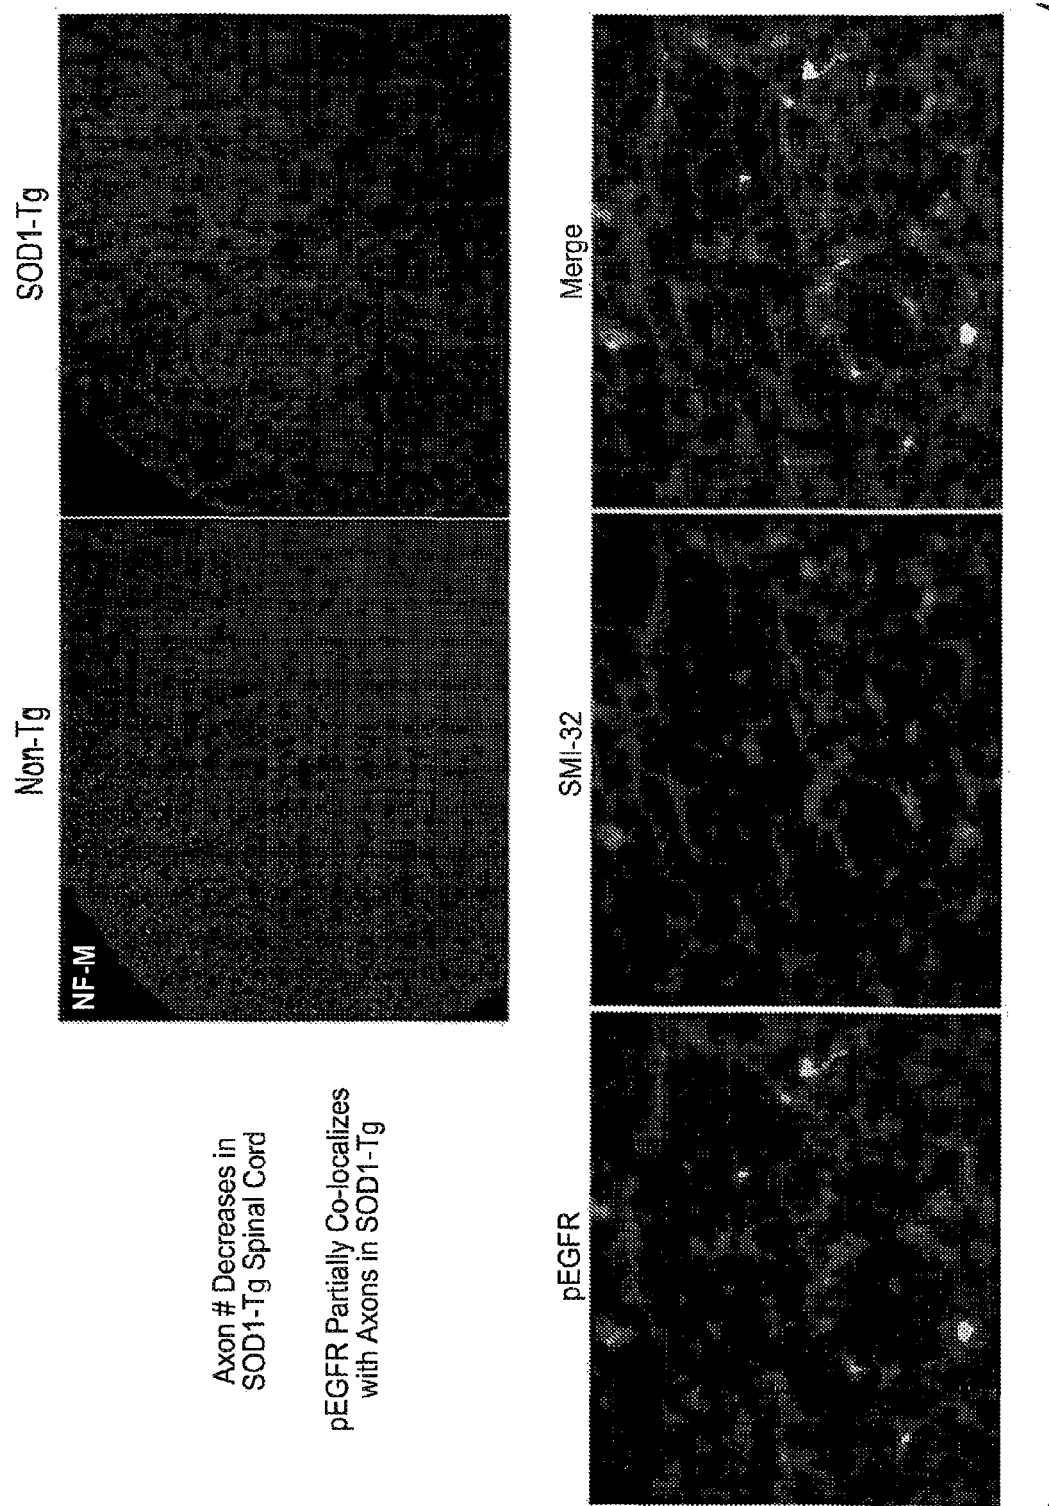 Axon # Decreases in
SOD1-Tg Spinal Cord
pEGFR Partially Co-localizes
with Axons in SOD1-Tg
Non-Tg
SOD1-Tg
NF-M
pEGFR
SMI-32
Merge